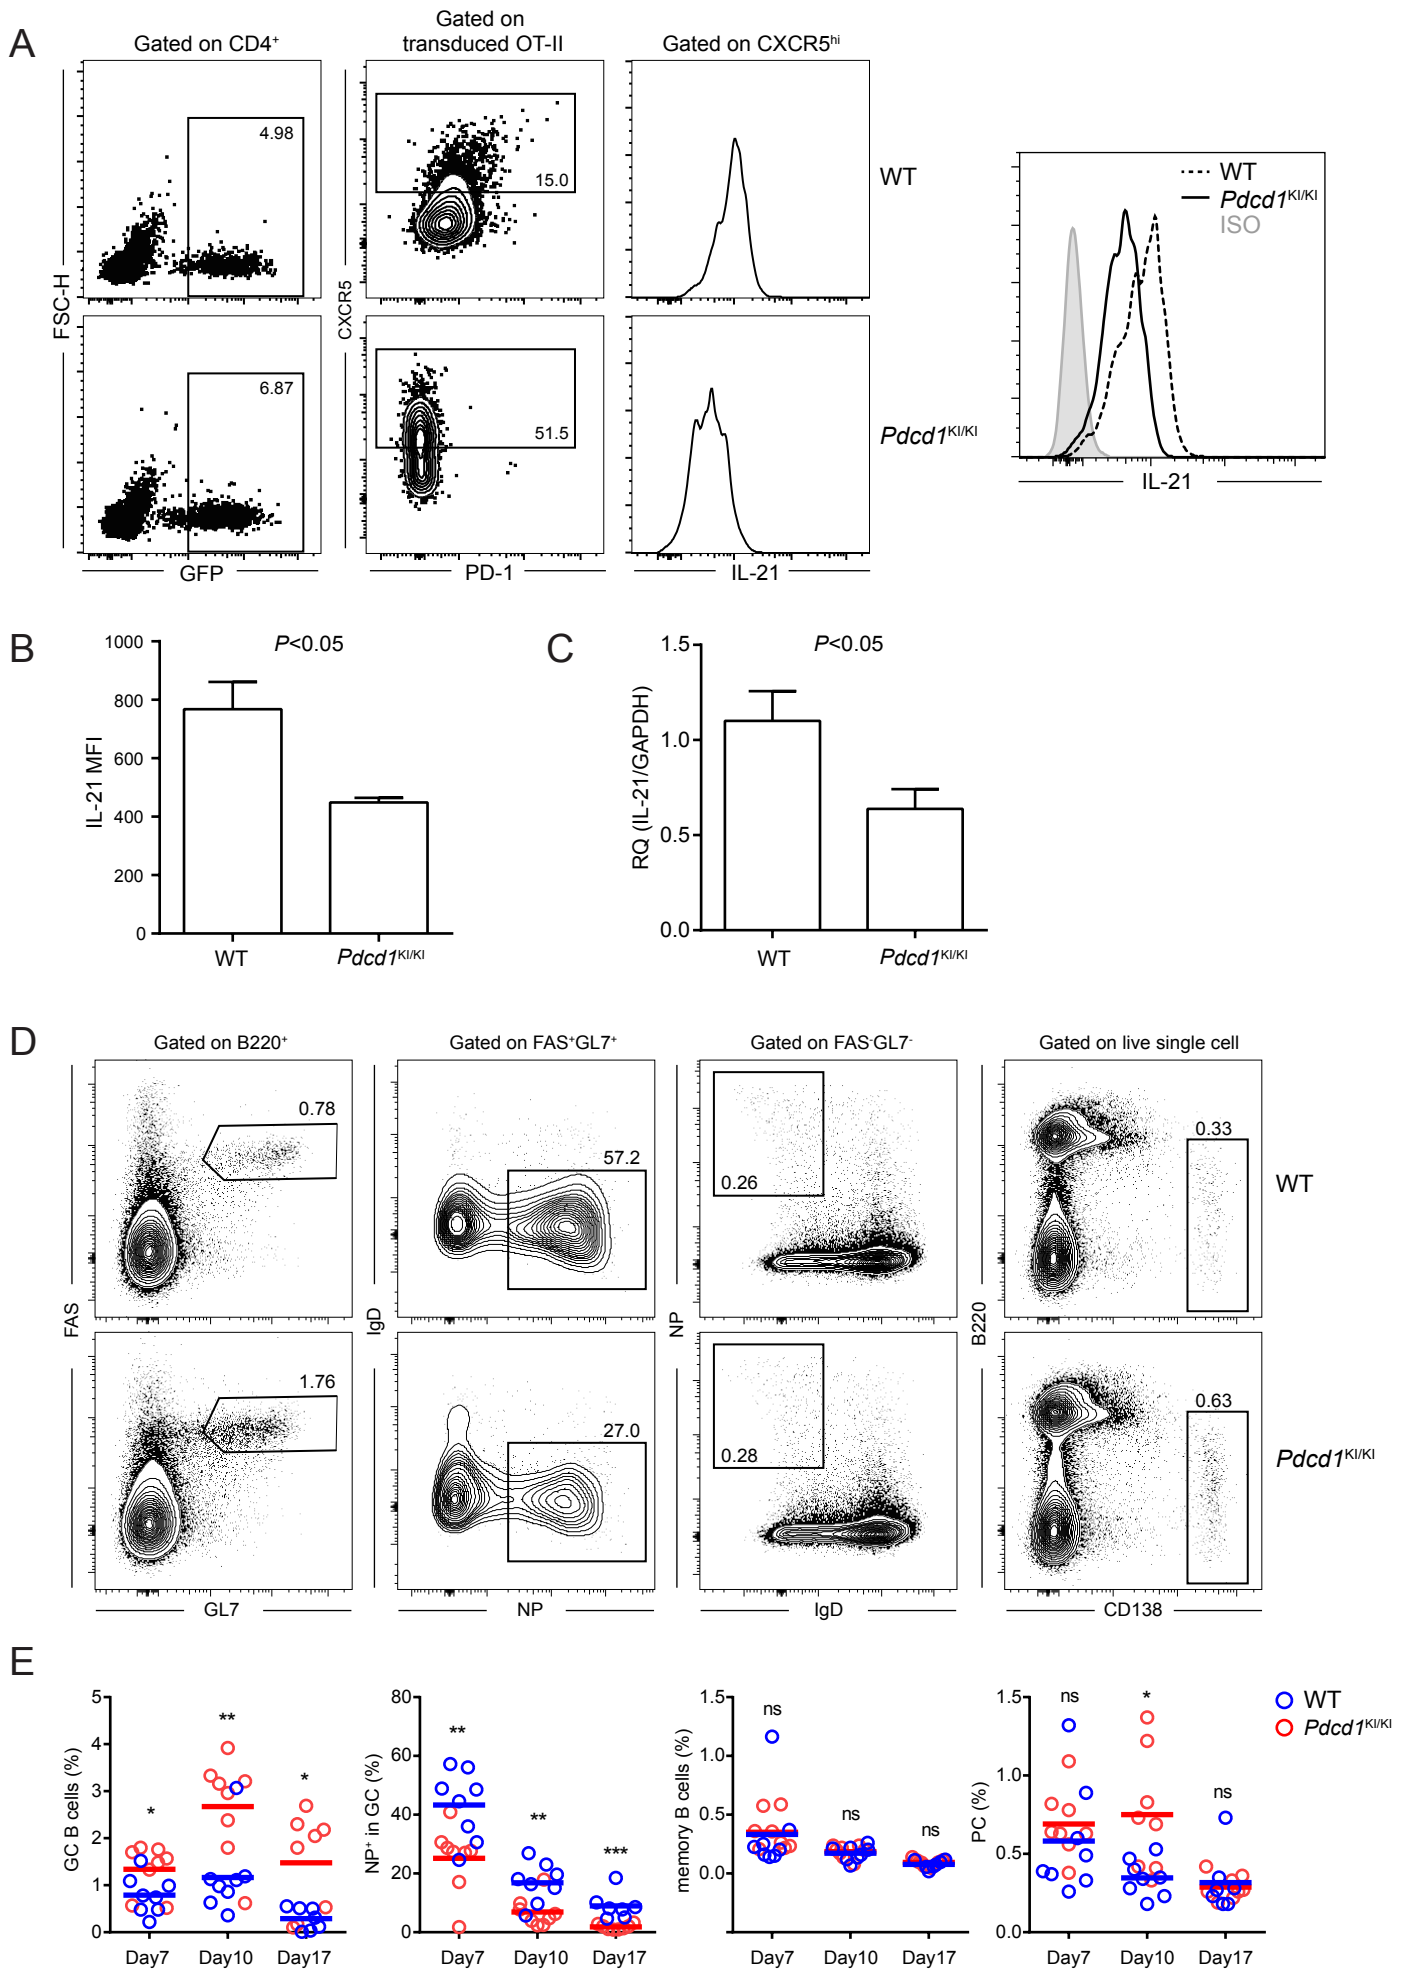 A
Gated on CD4⁺
Gated on
transduced OT-II
Gated on CXCR5ʰⁱ
FSC-H
4.98
CXCR5
15.0
WT
6.87
51.5
Pdcd1ᴷᴵ/ᴷᴵ
GFP
PD-1
IL-21
WT
Pdcd1ᴷᴵ/ᴷᴵ
ISO
IL-21
B
IL-21 MFI
1000
800
600
400
200
0
P<0.05
WT
Pdcd1ᴷᴵ/ᴷᴵ
C
RQ (IL-21/GAPDH)
1.5
1.0
0.5
0.0
P<0.05
WT
Pdcd1ᴷᴵ/ᴷᴵ
D
Gated on B220⁺
Gated on FAS⁺GL7⁺
Gated on FAS⁻GL7⁻
Gated on live single cell
FAS
0.78
IgD
57.2
NP
0.26
B220
0.33
WT
1.76
27.0
0.28
0.63
Pdcd1ᴷᴵ/ᴷᴵ
GL7
NP
IgD
CD138
E
GC B cells (%)
5
4
3
2
1
0
*
**
*
Day7
Day10
Day17
NP⁺ in GC (%)
80
60
40
20
0
**
**
***
Day7
Day10
Day17
memory B cells (%)
1.5
1.0
0.5
0.0
ns
ns
ns
Day7
Day10
Day17
PC (%)
1.5
1.0
0.5
0.0
ns
*
ns
Day7
Day10
Day17
WT
Pdcd1ᴷᴵ/ᴷᴵ